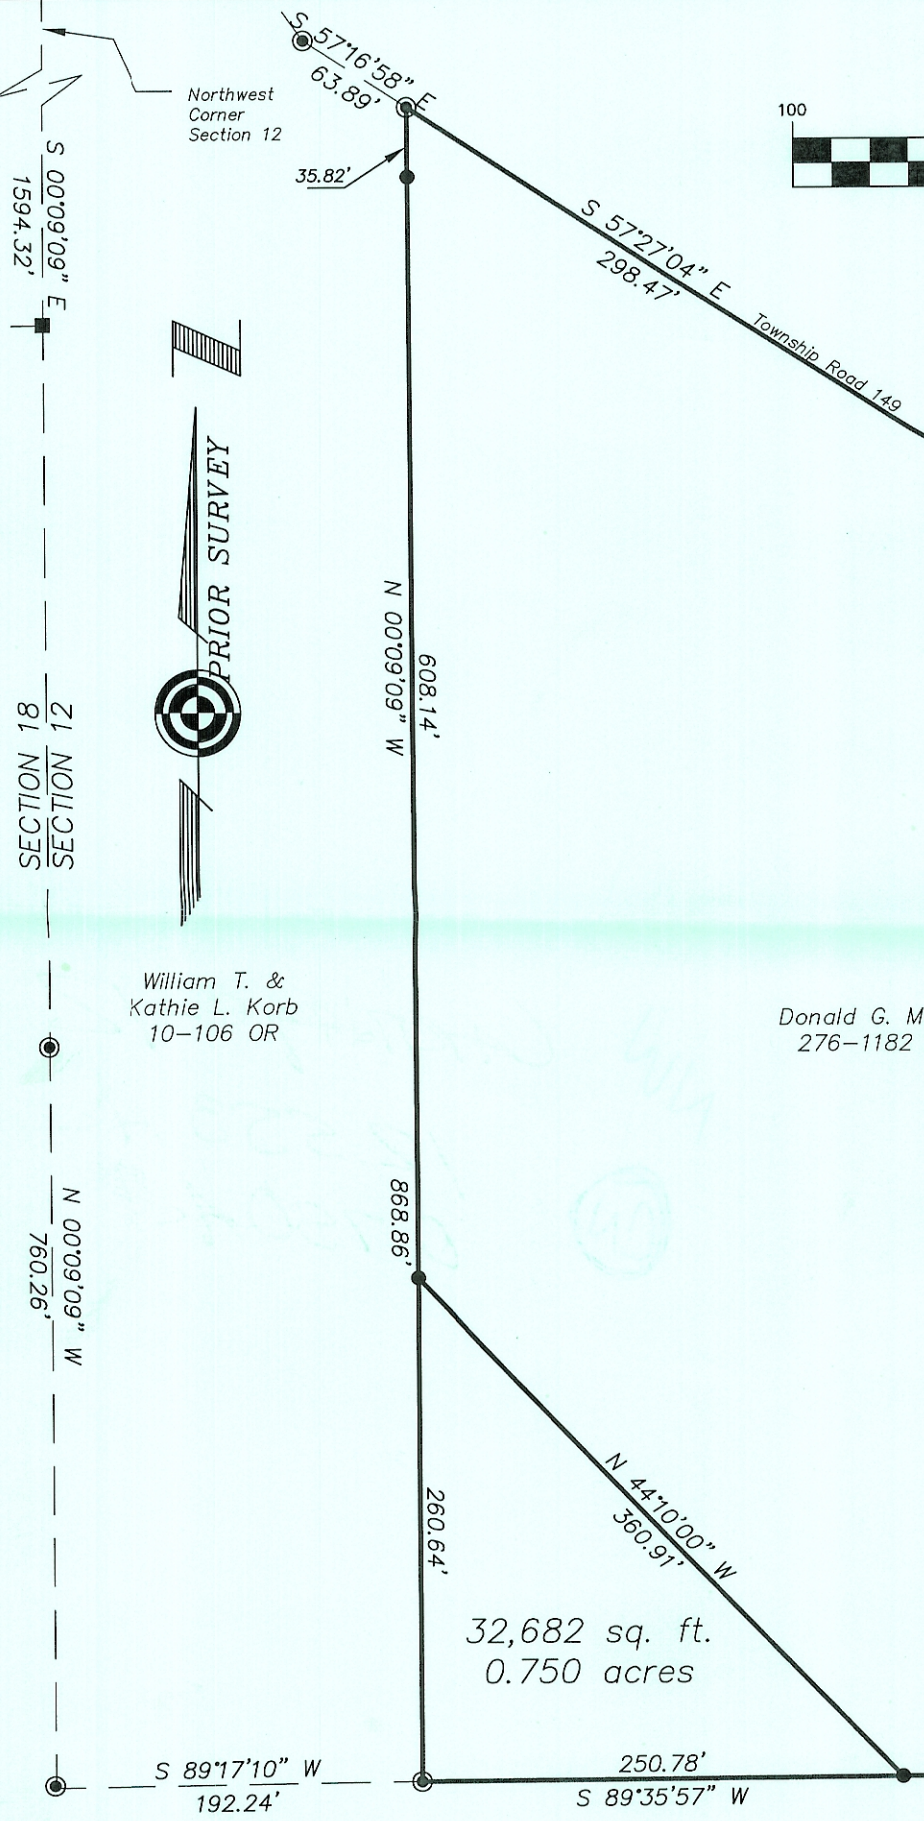 S 57°16'58" E
63.89'
Northwest
Corner
Section 12
100
35.82'
S 00°09'09" E
1594.32'
S 57°27'04" E
298.47'
Township Road 149
N
PRIOR SURVEY
608.14'
N 00°09'09" W
SECTION 12
SECTION 18
William T. &
Kathie L. Korb
10-106 OR
Donald G. M
276-1182
868.86'
N 00°09'09" W
760.26'
N 44°10'00" W
360.91'
260.64'
32,682 sq. ft.
0.750 acres
S 89°17'10" W
192.24'
250.78'
S 89°35'57" W